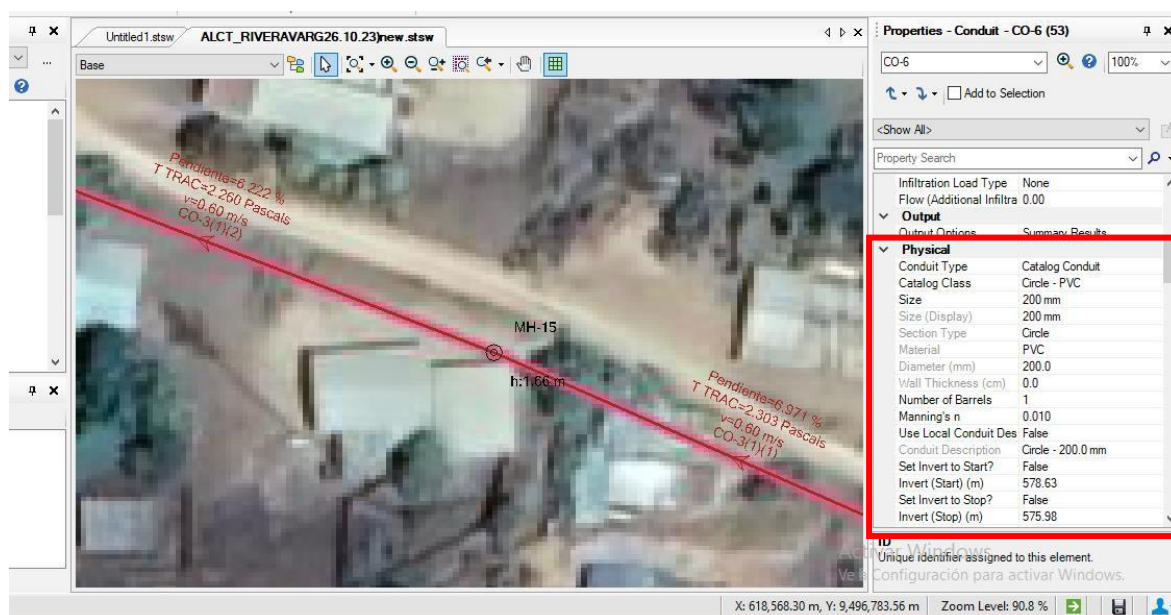 Untitled1.stsw
ALCT_RIVERAVARG26.10.23)new.stsw
Base
Pendiente=6.222 %
T TRAC=2.260 Pascals
v=0.60 m/s
CO-3(1)(2)
MH-15
h:1.66 m
Pendiente=6.971 %
T TRAC=2.303 Pascals
v=0.60 m/s
CO-3(1)(1)
Properties - Conduit - CO-6 (53)
CO-6
100%
Add to Selection
<Show All>
Property Search
Infiltration Load Type None
Flow (Additional Infiltra 0.00
Output
Output Options Summary Results
Physical
Conduit Type Catalog Conduit
Catalog Class Circle - PVC
Size 200 mm
Size (Display) 200 mm
Section Type Circle
Material PVC
Diameter (mm) 200.0
Wall Thickness (cm) 0.0
Number of Barrels 1
Manning's n 0.010
Use Local Conduit Des False
Conduit Description Circle - 200.0 mm
Set Invert to Start? False
Invert (Start) (m) 578.63
Set Invert to Stop? False
Invert (Stop) (m) 575.98
ID
Unique identifier assigned to this element.
Activar Windows
Ve a Configuración para activar Windows.
X: 618,568.30 m, Y: 9,496,783.56 m
Zoom Level: 90.8 %